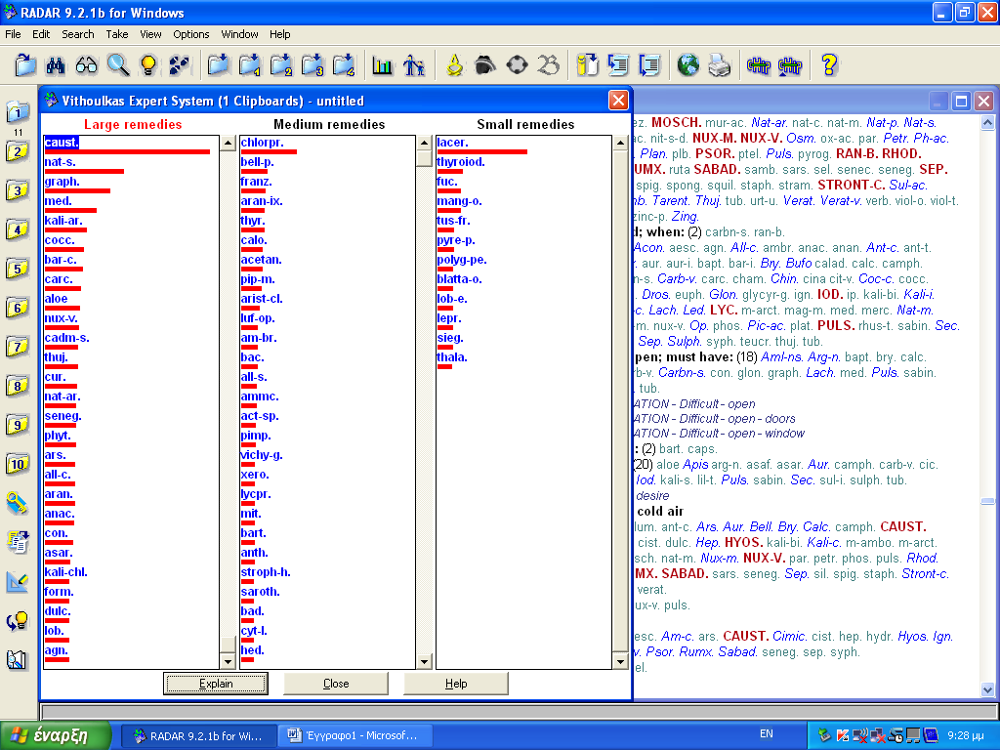 RADAR 9.2.1b for Windows
File Edit Search Take View Options Window Help
1 2 3 4
23
1
11
2
3
4
5
6
7
8
9
10
Vithoulkas Expert System (1 Clipboards) - untitled
Large remedies
caust.
nat-s.
graph.
med.
kali-ar.
cocc.
bar-c.
carc.
aloe
nux-v.
cadm-s.
thuj.
cur.
nat-ar.
seneg.
phyt.
ars.
all-c.
aran.
anac.
con.
asar.
kali-chl.
form.
dulc.
lob.
agn.
Medium remedies
chlorpr.
bell-p.
franz.
aran-ix.
thyr.
calo.
acetan.
pip-m.
arist-cl.
luf-op.
am-br.
bac.
all-s.
ammc.
act-sp.
pimp.
vichy-g.
xero.
lycpr.
mit.
bart.
anth.
stroph-h.
saroth.
bad.
cyt-l.
hed.
Small remedies
lacer.
thyroiod.
fuc.
mang-o.
tus-fr.
pyre-p.
polyg-pe.
blatta-o.
lob-e.
lepr.
sieg.
thala.
Explain Close Help
ez. MOSCH. mur-ac. Nat-ar. nat-c. nat-m. Nat-p. Nat-s.
ac. nit-s-d. NUX-M. NUX-V. Osm. ox-ac. par. Petr. Ph-ac.
. Plan. plb. PSOR. ptel. Puls. pyrog. RAN-B. RHOD.
UMX. ruta SABAD. samb. sars. sel. senec. seneg. SEP.
spig. spong. squil. staph. stram. STRONT-C. Sul-ac.
nb. Tarent. Thuj. tub. urt-u. Verat. Verat-v. verb. viol-o. viol-t.
zinc-p. Zing.
d; when: (2) carbn-s. ran-b.
Acon. aesc. agn. All-c. ambr. anac. anan. Ant-c. ant-t.
. aur. aur-i. bapt. bar-i. Bry. Bufo calad. calc. camph.
n-s. Carb-v. carc. cham. Chin. cina cit-v. Coc-c. cocc.
. Dros. euph. Glon. glycyr-g. ign. IOD. ip. kali-bi. Kali-i.
-c. Lach. Led. LYC. m-arct. mag-m. med. merc. Nat-m.
-m. nux-v. Op. phos. Pic-ac. plat. PULS. rhus-t. sabin. Sec.
Sep. Sulph. syph. teucr. thuj. tub.
pen; must have: (18) Aml-ns. Arg-n. bapt. bry. calc.
rb-v. Carbn-s. con. glon. graph. Lach. med. Puls. sabin.
. tub.
ATION - Difficult - open
ATION - Difficult - open - doors
ATION - Difficult - open - window
: (2) bart. caps.
(20) aloe Apis arg-n. asaf. asar. Aur. camph. carb-v. cic.
Iod. kali-s. lil-t. Puls. sabin. Sec. sul-i. sulph. tub.
desire
cold air
lum. ant-c. Ars. Aur. Bell. Bry. Calc. camph. CAUST.
cist. dulc. Hep. HYOS. kali-bi. Kali-c. m-ambo. m-arct.
sch. nat-m. Nux-m. NUX-V. par. petr. phos. puls. Rhod.
MX. SABAD. sars. seneg. Sep. sil. spig. staph. Stront-c.
verat.
ux-v. puls.
esc. Am-c. ars. CAUST. Cimic. cist. hep. hydr. Hyos. Ign.
v. Psor. Rumx. Sabad. seneg. sep. syph.
el.
έναρξη
RADAR 9.2.1b for Wi...
Έγγραφο1 - Microsof...
EN
9:28 μμ